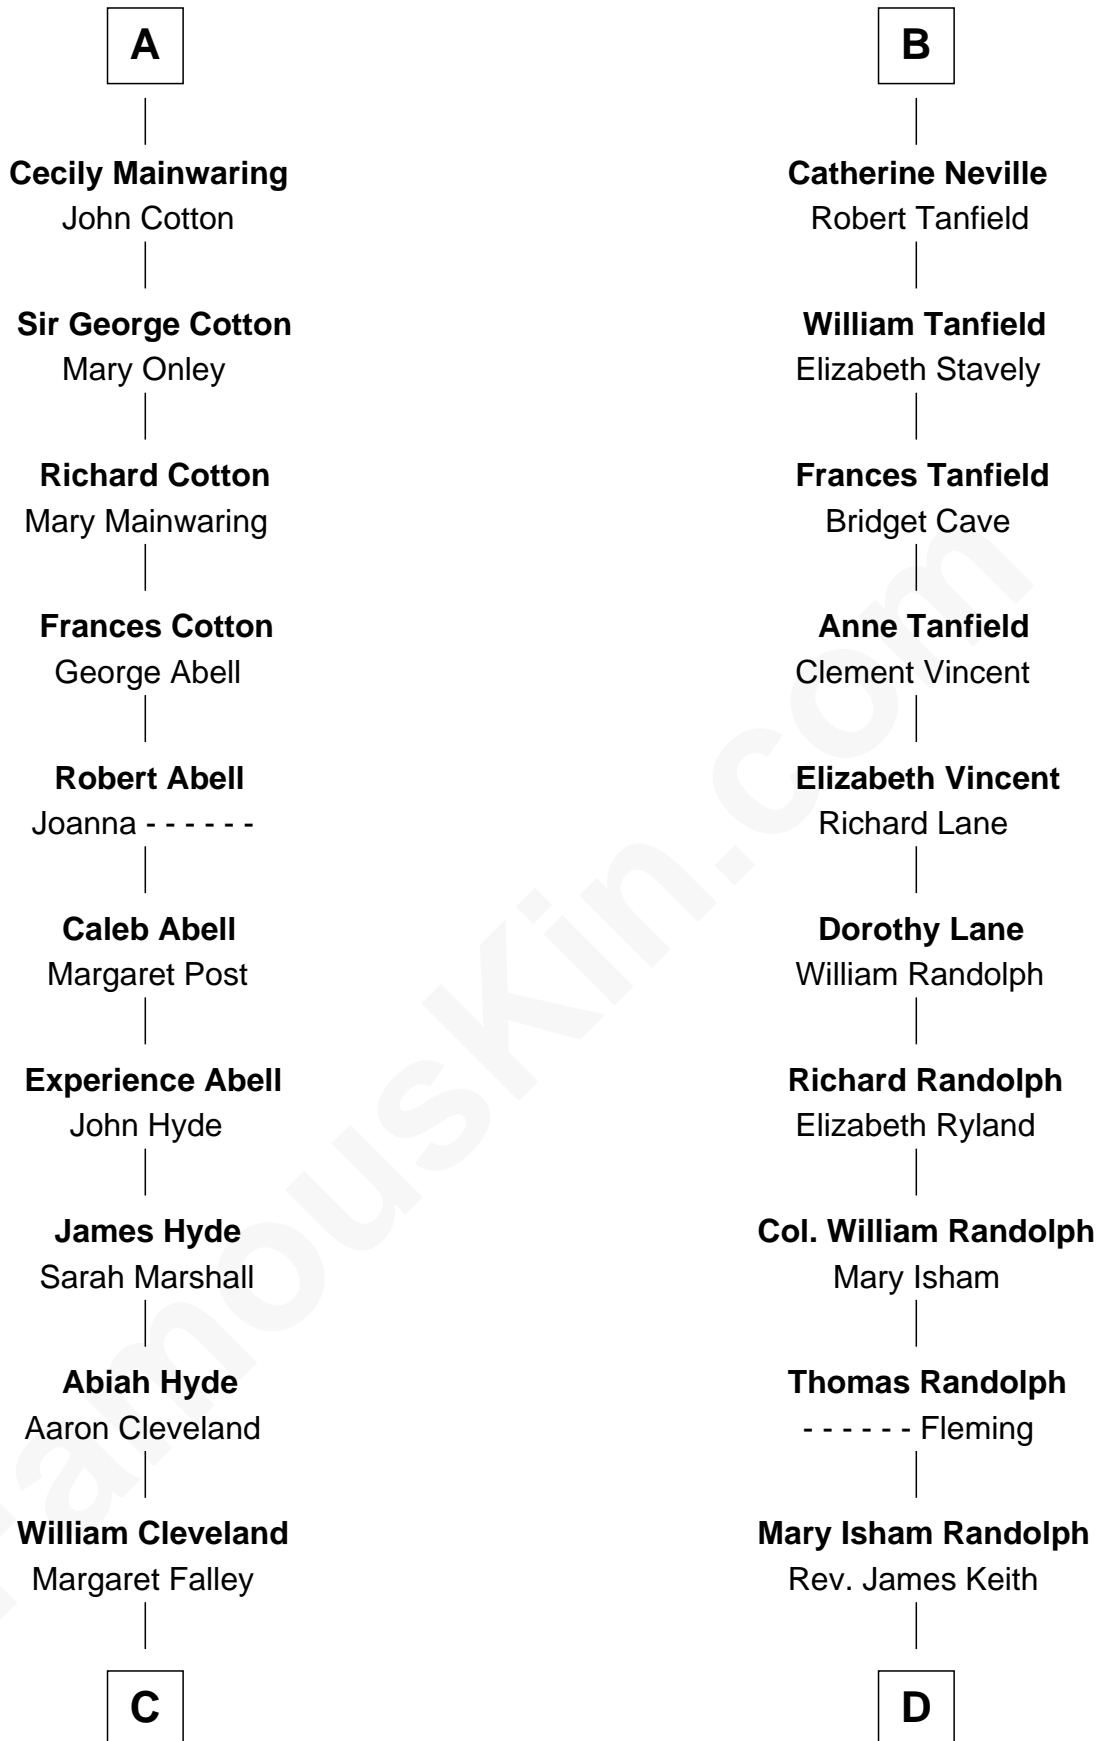 A
Cecily Mainwaring
John Cotton
Sir George Cotton
Mary Onley
Richard Cotton
Mary Mainwaring
Frances Cotton
George Abell
Robert Abell
Joanna - - - - - -
Caleb Abell
Margaret Post
Experience Abell
John Hyde
James Hyde
Sarah Marshall
Abiah Hyde
Aaron Cleveland
William Cleveland
Margaret Falley
C
B
Catherine Neville
Robert Tanfield
William Tanfield
Elizabeth Stavely
Frances Tanfield
Bridget Cave
Anne Tanfield
Clement Vincent
Elizabeth Vincent
Richard Lane
Dorothy Lane
William Randolph
Richard Randolph
Elizabeth Ryland
Col. William Randolph
Mary Isham
Thomas Randolph
- - - - - - Fleming
Mary Isham Randolph
Rev. James Keith
D
FamousKin.com